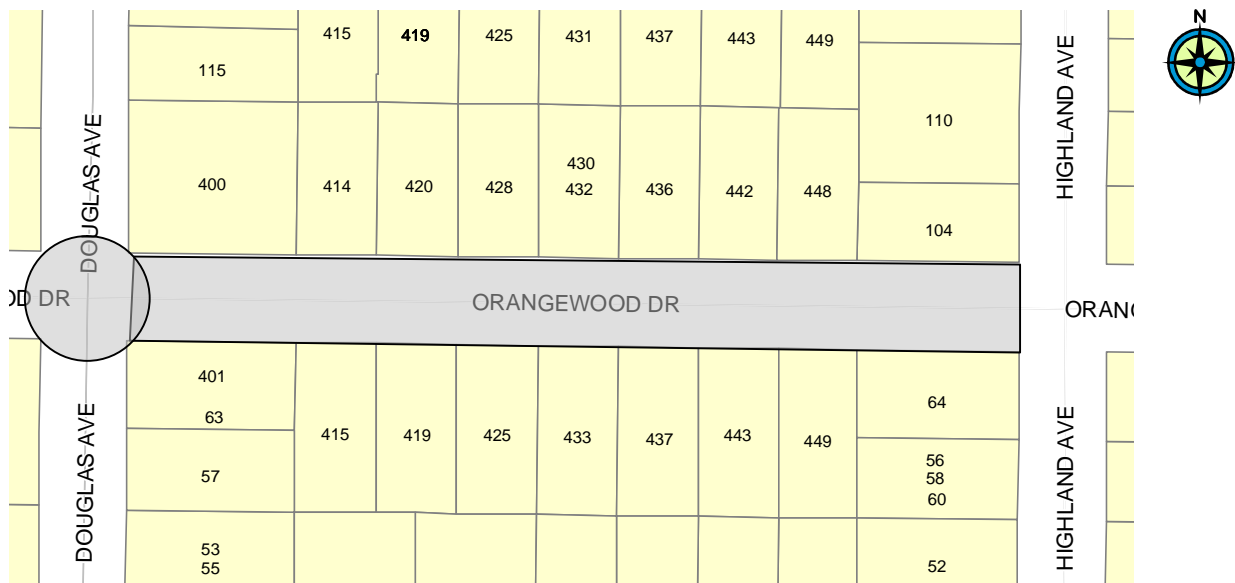 N
415 419 425 431 437 443 449
115
110
DOUGLAS AVE
HIGHLAND AVE
400 414 420 428 430 436 442 448
432
104
OD DR
ORANGEWOOD DR
ORANG
401
63
415 419 425 433 437 443 449
64
57
56
58
60
DOUGLAS AVE
HIGHLAND AVE
53
55
52